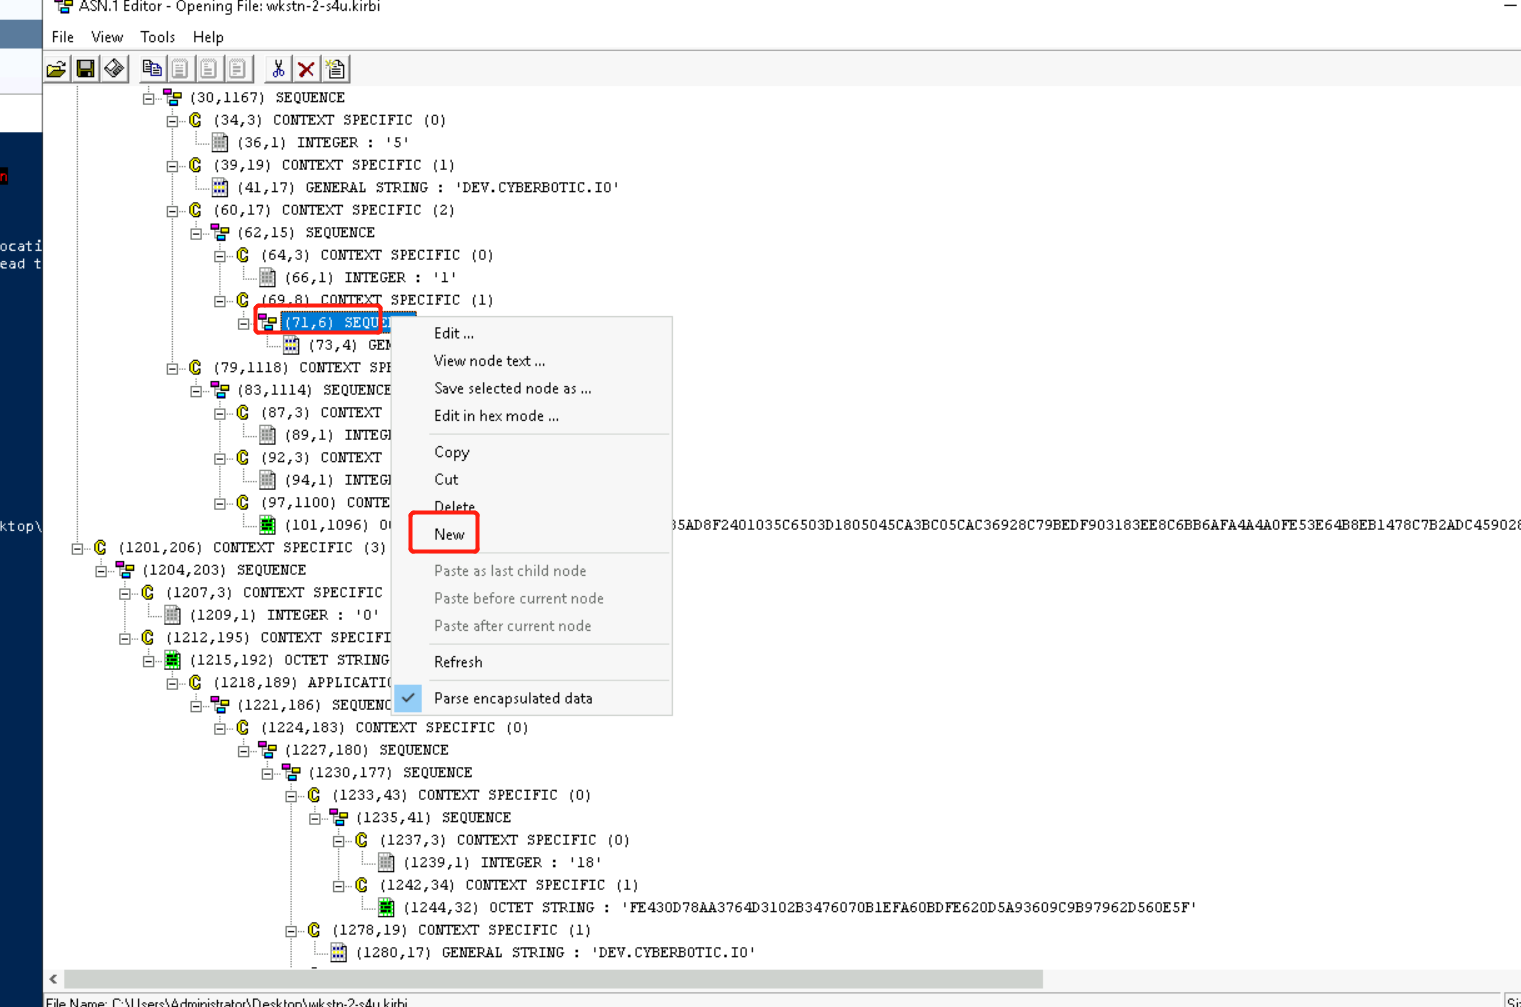 ASN.1 Editor - Opening File: wkstn-2-s4u.kirbi
File View Tools Help
(30,1167) SEQUENCE
(34,3) CONTEXT SPECIFIC (0)
(36,1) INTEGER : '5'
(39,19) CONTEXT SPECIFIC (1)
(41,17) GENERAL STRING : 'DEV.CYBERBOTIC.IO'
(60,17) CONTEXT SPECIFIC (2)
(62,15) SEQUENCE
ocati
(64,3) CONTEXT SPECIFIC (0)
ead t
(66,1) INTEGER : '1'
(69,8) CONTEXT SPECIFIC (1)
(71,6) SEQUE
(73,4) GEN
(79,1118) CONTEXT SPE
(83,1114) SEQUENCE
(87,3) CONTEXT
(89,1) INTEG
(92,3) CONTEXT
(94,1) INTEG
(97,1100) CONTE
ktop\
(101,1096) O
35AD8F2401035C6503D1805045CA3BC05CAC36928C79BEDF903183EE8C6BB6AFA4A4A0FE53E64B8EB1478C7B2ADC459028
Edit ...
View node text ...
Save selected node as ...
Edit in hex mode ...
Copy
Cut
Delete
New
Paste as last child node
Paste before current node
Paste after current node
Refresh
Parse encapsulated data
(1201,206) CONTEXT SPECIFIC (3)
(1204,203) SEQUENCE
(1207,3) CONTEXT SPECIFIC
(1209,1) INTEGER : '0'
(1212,195) CONTEXT SPECIFI
(1215,192) OCTET STRING
(1218,189) APPLICATIO
(1221,186) SEQUENC
(1224,183) CONTEXT SPECIFIC (0)
(1227,180) SEQUENCE
(1230,177) SEQUENCE
(1233,43) CONTEXT SPECIFIC (0)
(1235,41) SEQUENCE
(1237,3) CONTEXT SPECIFIC (0)
(1239,1) INTEGER : '18'
(1242,34) CONTEXT SPECIFIC (1)
(1244,32) OCTET STRING : 'FE430D78AA3764D3102B3476070B1EFA60BDFE620D5A93609C9B97962D560E5F'
(1278,19) CONTEXT SPECIFIC (1)
(1280,17) GENERAL STRING : 'DEV.CYBERBOTIC.IO'
File Name: C:\Users\Administrator\Desktop\wkstn-2-s4u.kirbi